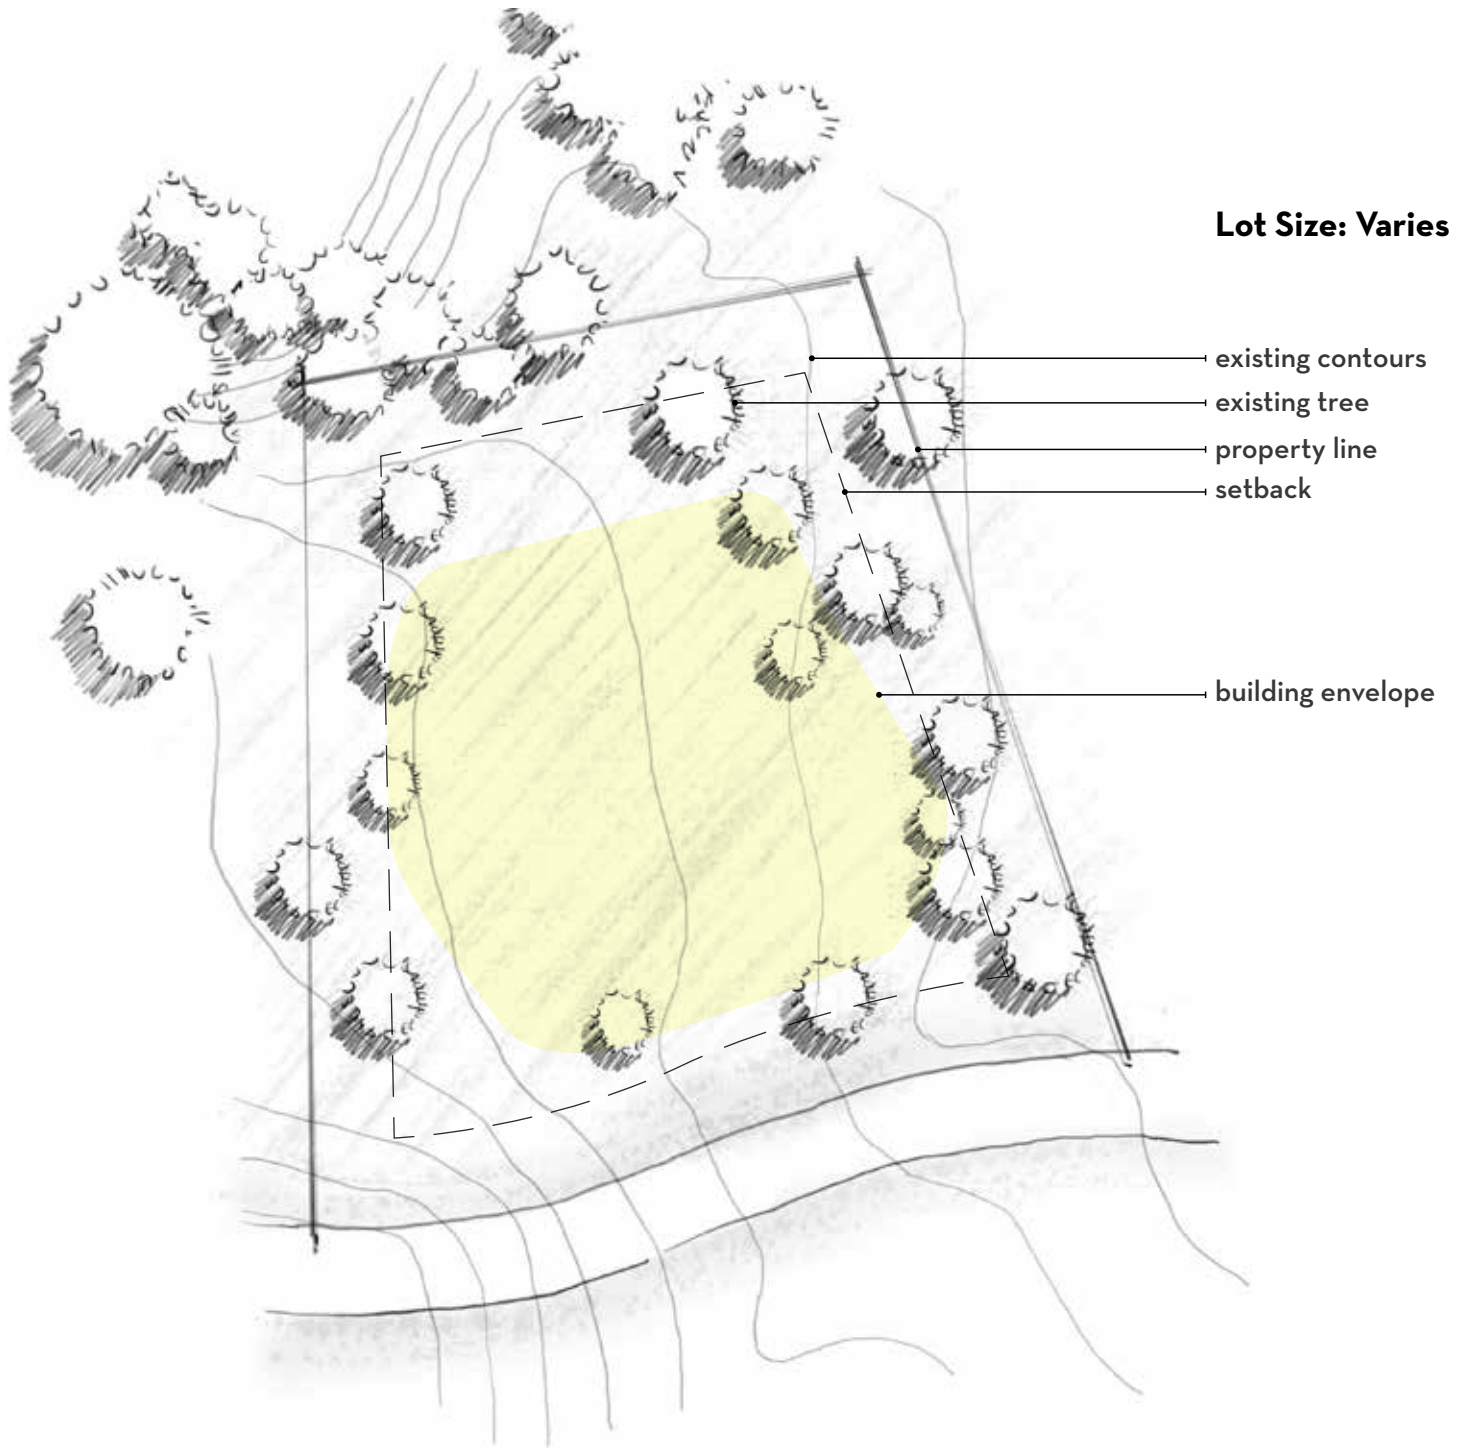 Lot Size: Varies
existing contours
existing tree
property line
setback
building envelope